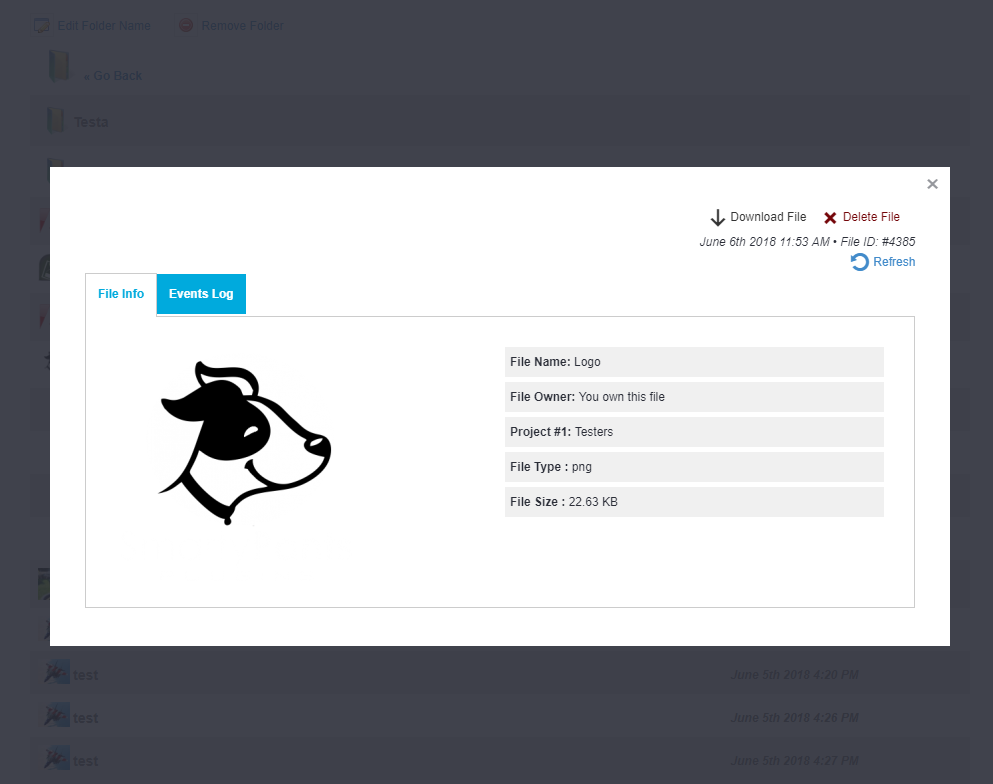 Edit Folder Name Remove Folder
« Go Back
Testa
×
Download File Delete File
June 6th 2018 11:53 AM • File ID: #4385
Refresh
File Info Events Log
File Name: Logo
File Owner: You own this file
Project #1: Testers
File Type : png
File Size : 22.63 KB
test June 5th 2018 4:20 PM
test June 5th 2018 4:26 PM
test June 5th 2018 4:27 PM